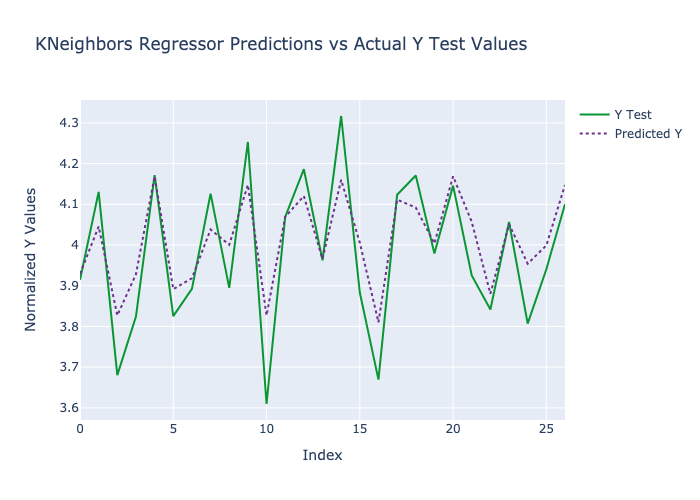 KNeighbors Regressor Predictions vs Actual Y Test Values
Y Test
Predicted Y
Normalized Y Values
4.3
4.2
4.1
4
3.9
3.8
3.7
3.6
0 5 10 15 20 25
Index